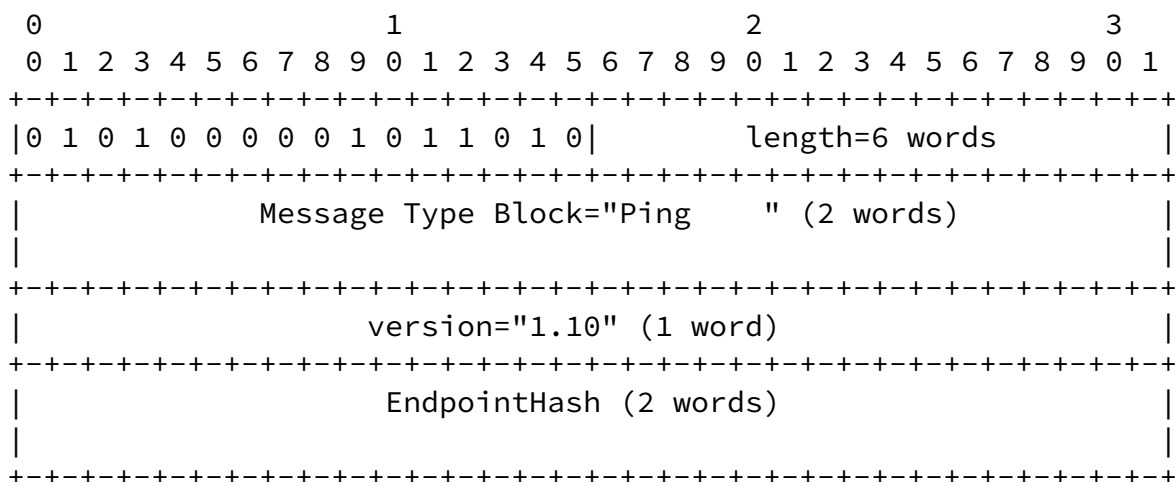 0                   1                   2                   3
 0 1 2 3 4 5 6 7 8 9 0 1 2 3 4 5 6 7 8 9 0 1 2 3 4 5 6 7 8 9 0 1
+-+-+-+-+-+-+-+-+-+-+-+-+-+-+-+-+-+-+-+-+-+-+-+-+-+-+-+-+-+-+-+-+
|0 1 0 1 0 0 0 0 0 1 0 1 1 0 1 0|        length=6 words         |
+-+-+-+-+-+-+-+-+-+-+-+-+-+-+-+-+-+-+-+-+-+-+-+-+-+-+-+-+-+-+-+-+
|             Message Type Block="Ping    " (2 words)           |
|                                                               |
+-+-+-+-+-+-+-+-+-+-+-+-+-+-+-+-+-+-+-+-+-+-+-+-+-+-+-+-+-+-+-+-+
|                   version="1.10" (1 word)                     |
+-+-+-+-+-+-+-+-+-+-+-+-+-+-+-+-+-+-+-+-+-+-+-+-+-+-+-+-+-+-+-+-+
|                    EndpointHash (2 words)                     |
|                                                               |
+-+-+-+-+-+-+-+-+-+-+-+-+-+-+-+-+-+-+-+-+-+-+-+-+-+-+-+-+-+-+-+-+